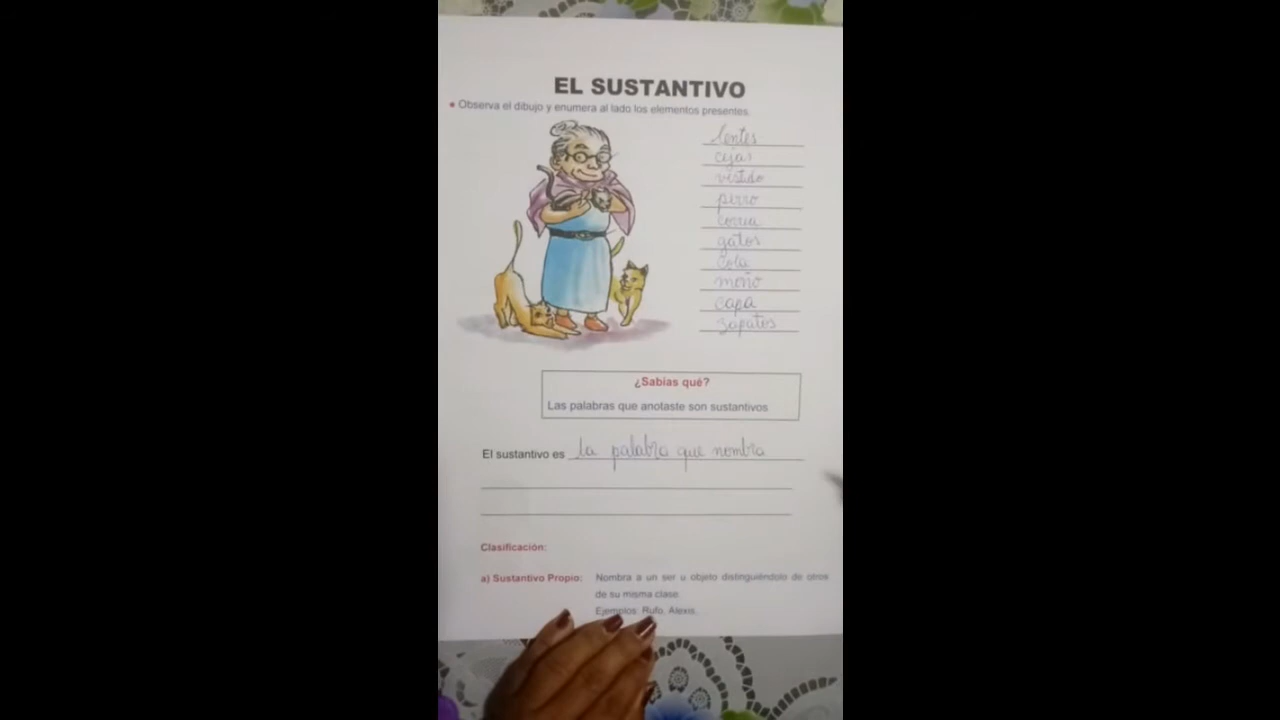 EL SUSTANTIVO
Observa el dibujo y enumera al lado los elementos presentes.
lentes
cejas
vestido
perro
correa
gatos
Cola
moño
capa
zapatos
¿Sabías qué?
Las palabras que anotaste son sustantivos
El sustantivo es la palabra que nombra
Clasificación:
a) Sustantivo Propio: Nombra a un ser u objeto distinguiéndolo de otros
de su misma clase.
Ejemplos: Rufo, Alexis.